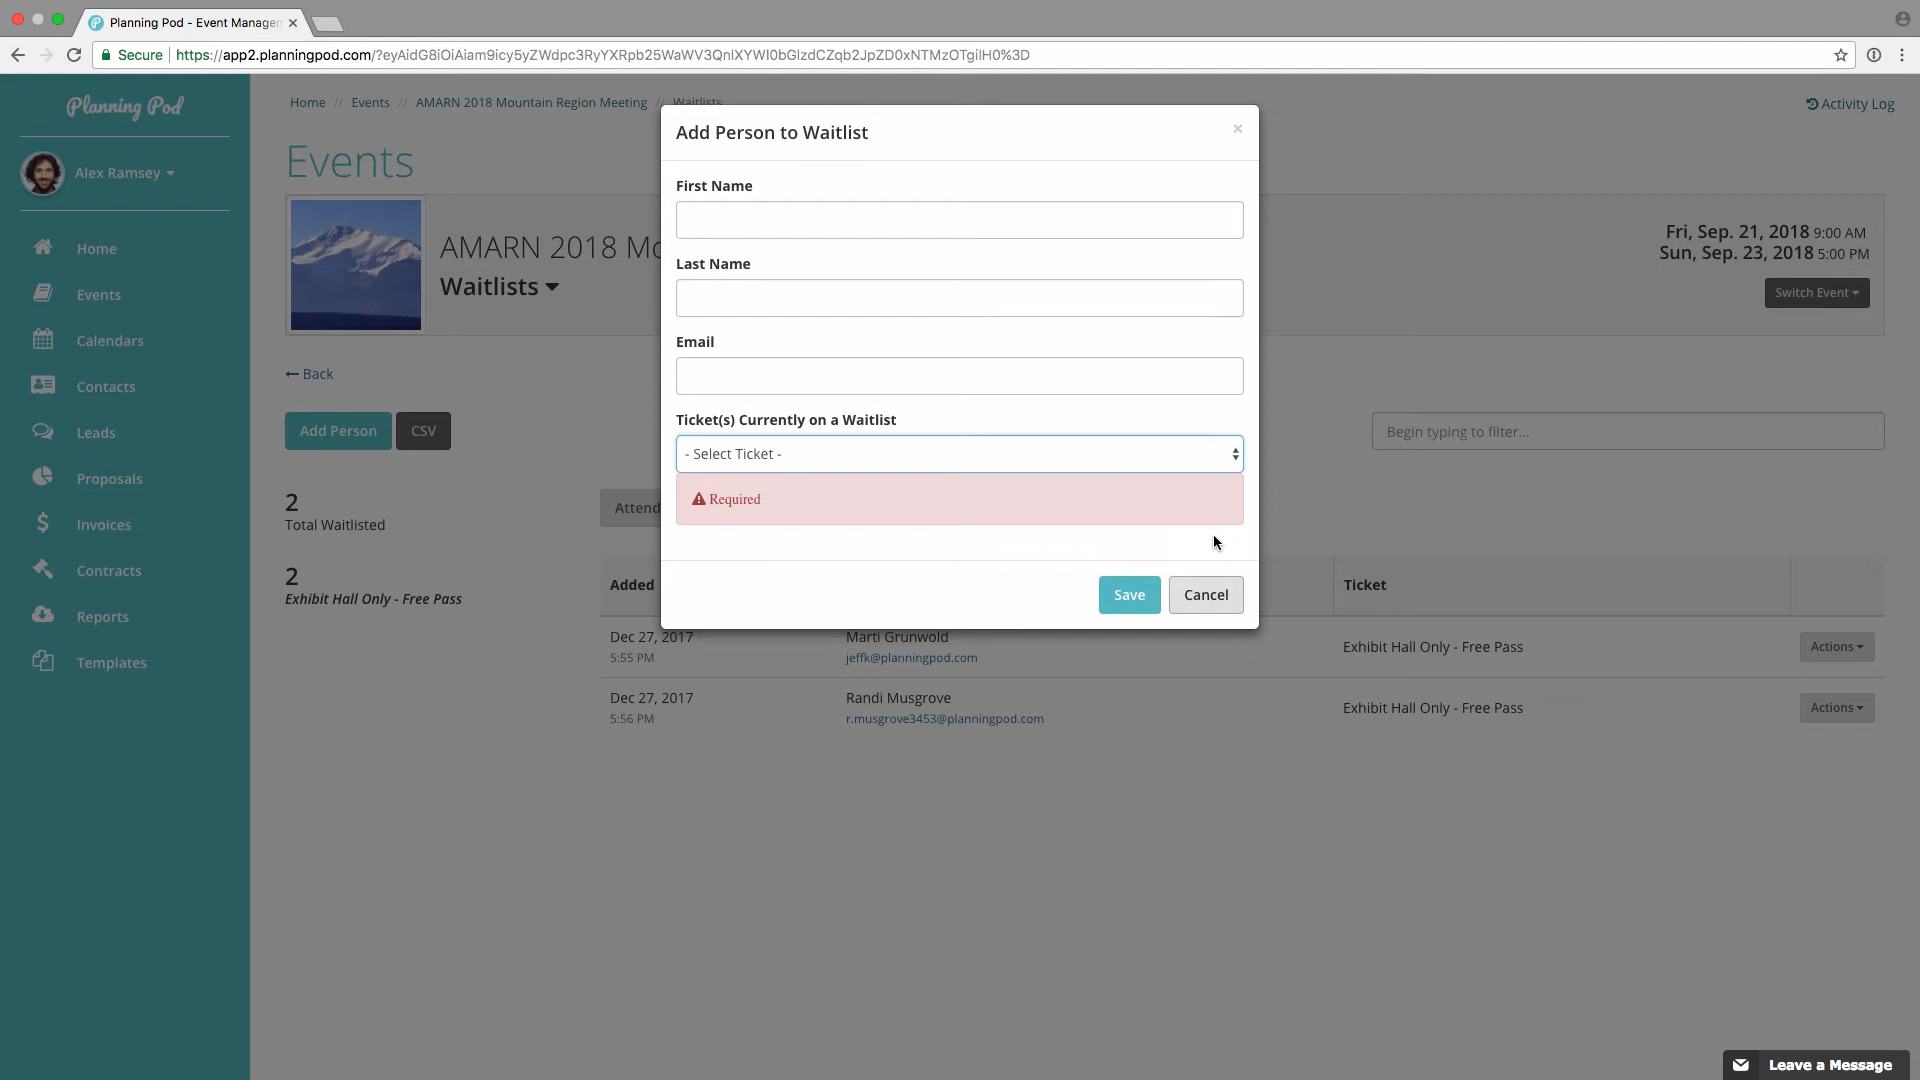 Planning Pod - Event Manage
Secure
https://app2.planningpod.com/?eyAidG8iOiAiam9icy5yZWdpc3RyYXRpb25WaWV3QnlXYWl0bGlzdCZqb2JpZD0xNTMzOTgilH0%3D
Planning Pod
Alex Ramsey
Home
Events
Calendars
Contacts
Leads
Proposals
Invoices
Contracts
Reports
Templates
Home // Events // AMARN 2018 Mountain Region Meeting // Waitlists
Activity Log
Events
AMARN 2018 Mo
Waitlists
Fri, Sep. 21, 2018 9:00 AM
Sun, Sep. 23, 2018 5:00 PM
Switch Event
Back
Add Person
CSV
Begin typing to filter...
2
Total Waitlisted
2
Exhibit Hall Only - Free Pass
Attend
Added
Ticket
Dec 27, 2017
5:55 PM
Marti Grunwold
jeffk@planningpod.com
Exhibit Hall Only - Free Pass
Actions
Dec 27, 2017
5:56 PM
Randi Musgrove
r.musgrove3453@planningpod.com
Exhibit Hall Only - Free Pass
Actions
Add Person to Waitlist
×
First Name
Last Name
Email
Ticket(s) Currently on a Waitlist
- Select Ticket -
Required
Save
Cancel
Leave a Message